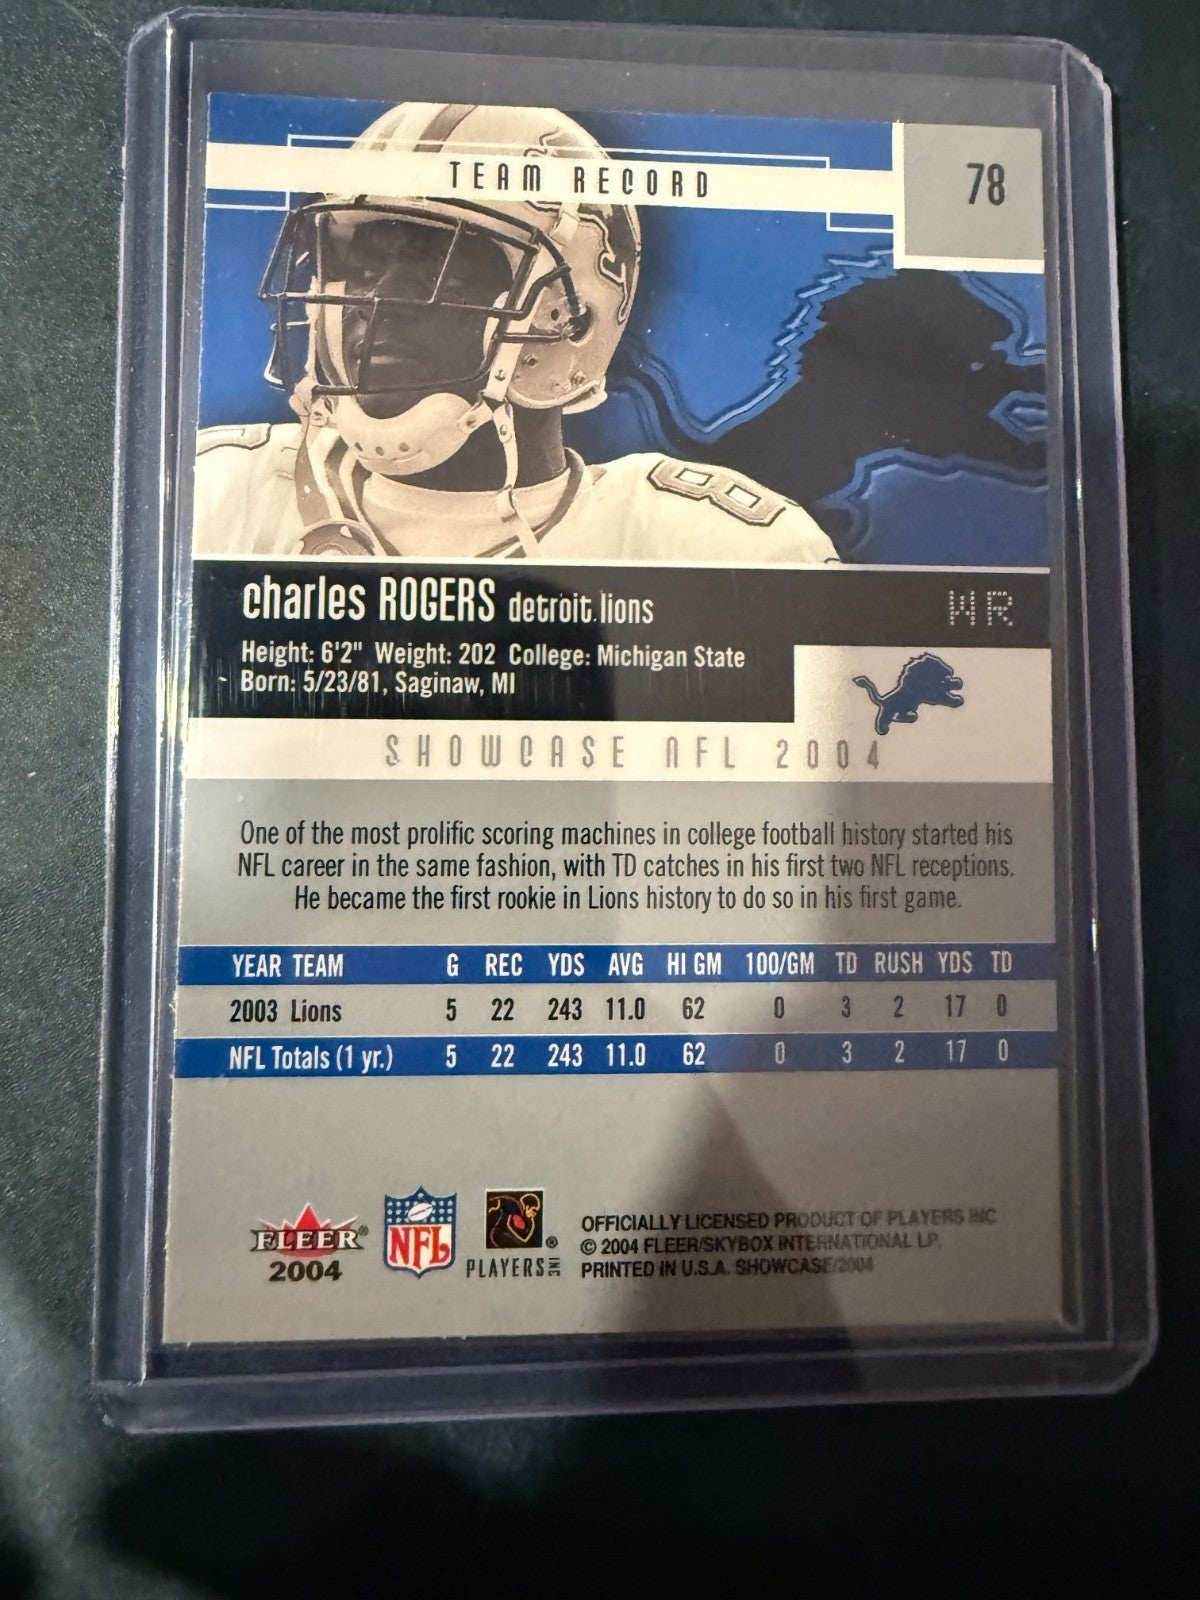 TEAM RECORD
78
8
charles ROGERS detroit.lions
WR
Height: 6'2" Weight: 202 College: Michigan State
Born: 5/23/81, Saginaw, MI
SHOWCASE NFL 2004
One of the most prolific scoring machines in college football history started his
NFL career in the same fashion, with TD catches in his first two NFL receptions.
He became the first rookie in Lions history to do so in his first game.
YEAR TEAM G REC YDS AVG HI GM 100/GM TD RUSH YDS TD
2003 Lions 5 22 243 11.0 62 0 3 2 17 0
NFL Totals (1 yr.) 5 22 243 11.0 62 0 3 2 17 0
FLEER®
2004
NFL
®
PLAYERS INC
OFFICIALLY LICENSED PRODUCT OF PLAYERS INC
© 2004 FLEER/SKYBOX INTERNATIONAL LP.
PRINTED IN U.S.A. SHOWCASE/2004